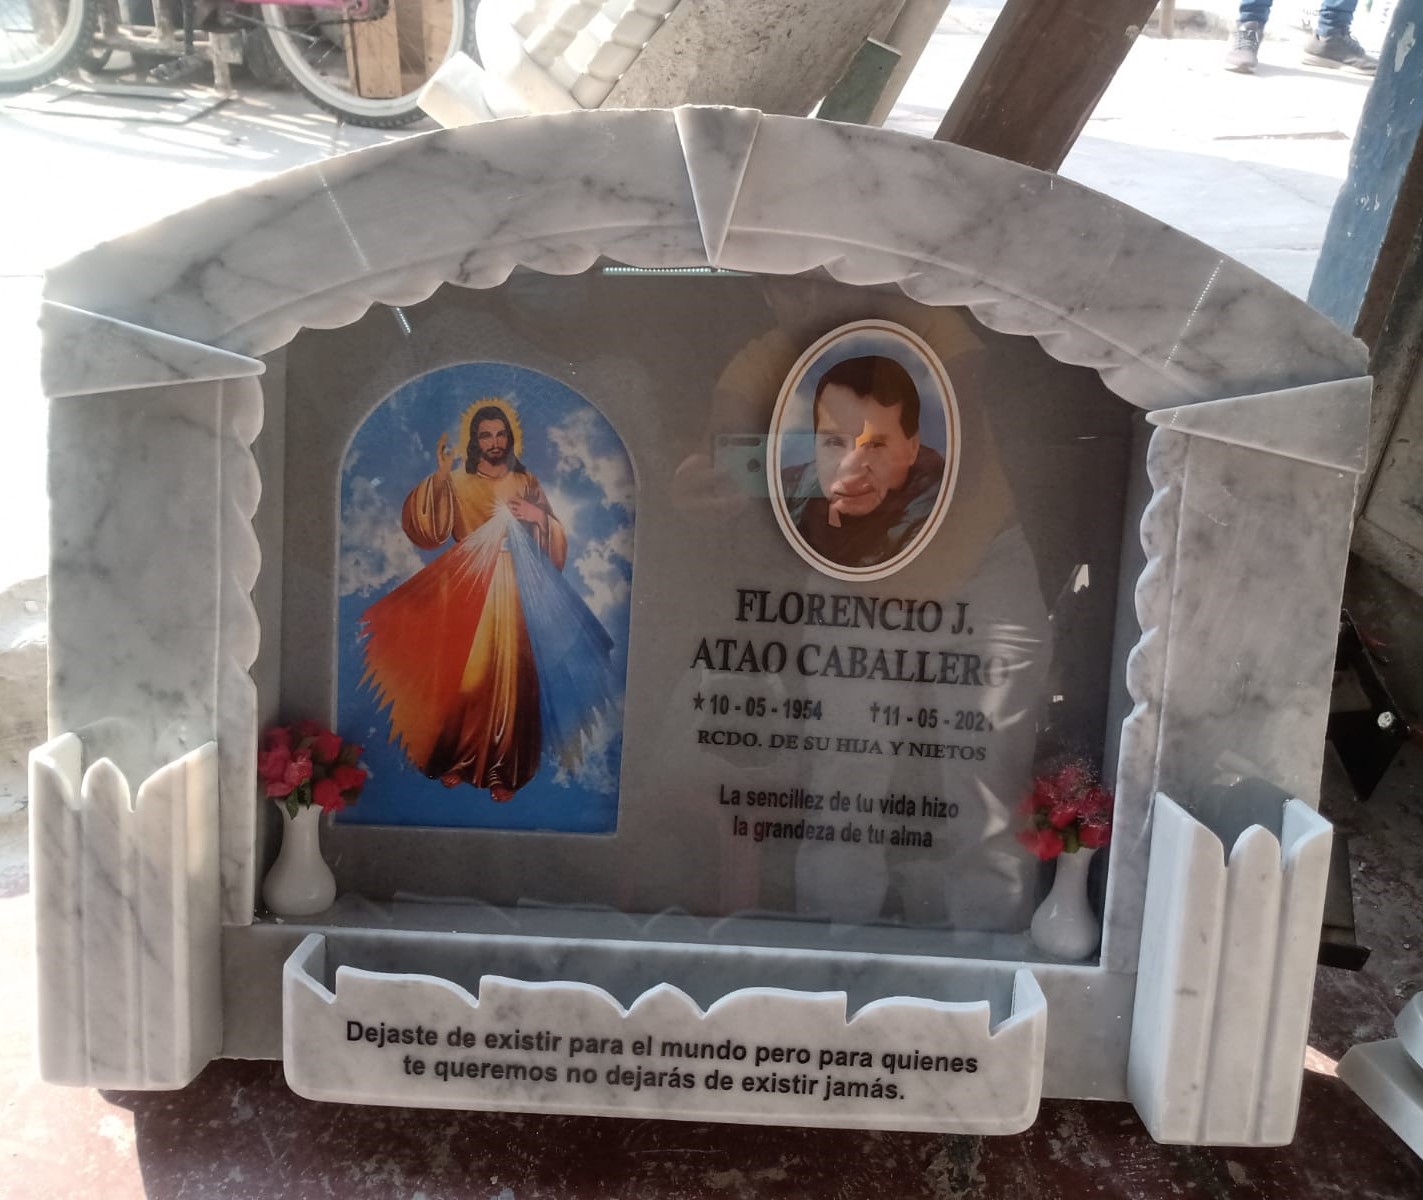 FLORENCIO J.
ATAO CABALLERO
★ 10 - 05 - 1954 ✝ 11 - 05 - 2021
RCDO. DE SU HIJA Y NIETOS
La sencillez de tu vida hizo
la grandeza de tu alma
Dejaste de existir para el mundo pero para quienes
te queremos no dejarás de existir jamás.